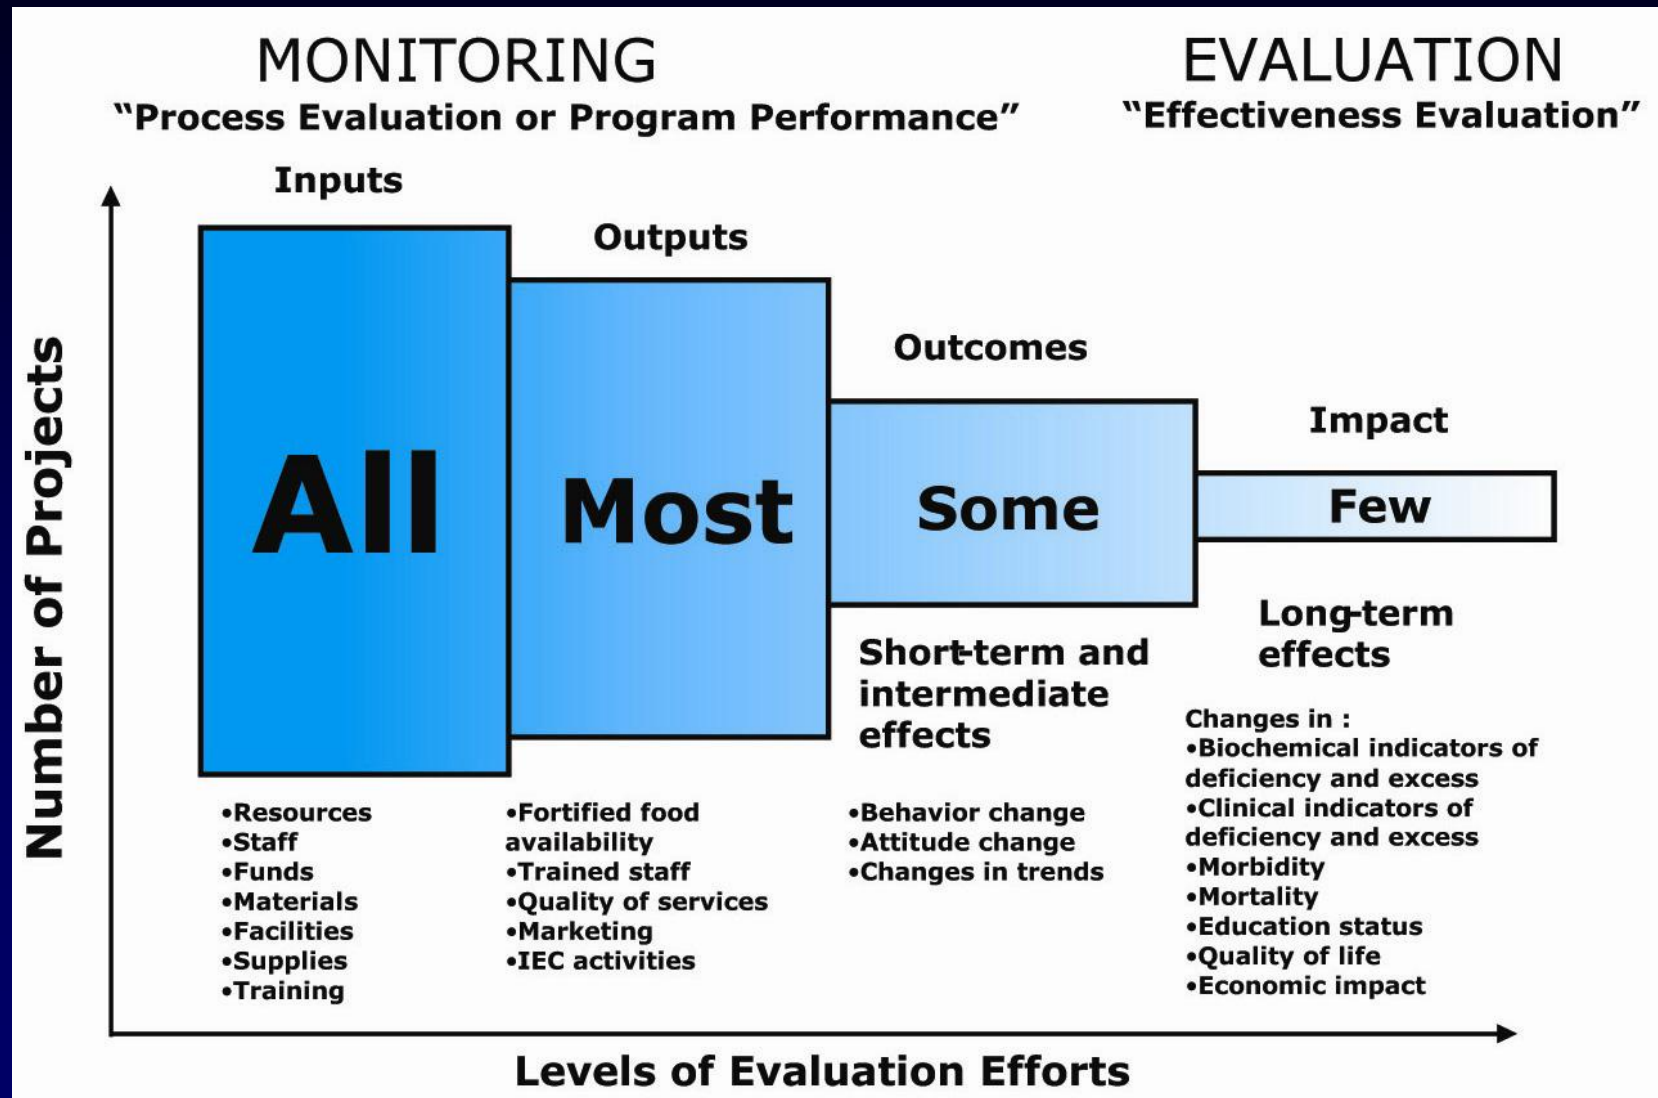 MONITORING
“Process Evaluation or Program Performance”
EVALUATION
“Effectiveness Evaluation”
Number of Projects
Inputs
All
•Resources
•Staff
•Funds
•Materials
•Facilities
•Supplies
•Training
Outputs
Most
•Fortified food
availability
•Trained staff
•Quality of services
•Marketing
•IEC activities
Outcomes
Some
Short-term and
intermediate
effects
•Behavior change
•Attitude change
•Changes in trends
Impact
Few
Long-term
effects
Changes in :
•Biochemical indicators of
deficiency and excess
•Clinical indicators of
deficiency and excess
•Morbidity
•Mortality
•Education status
•Quality of life
•Economic impact
Levels of Evaluation Efforts